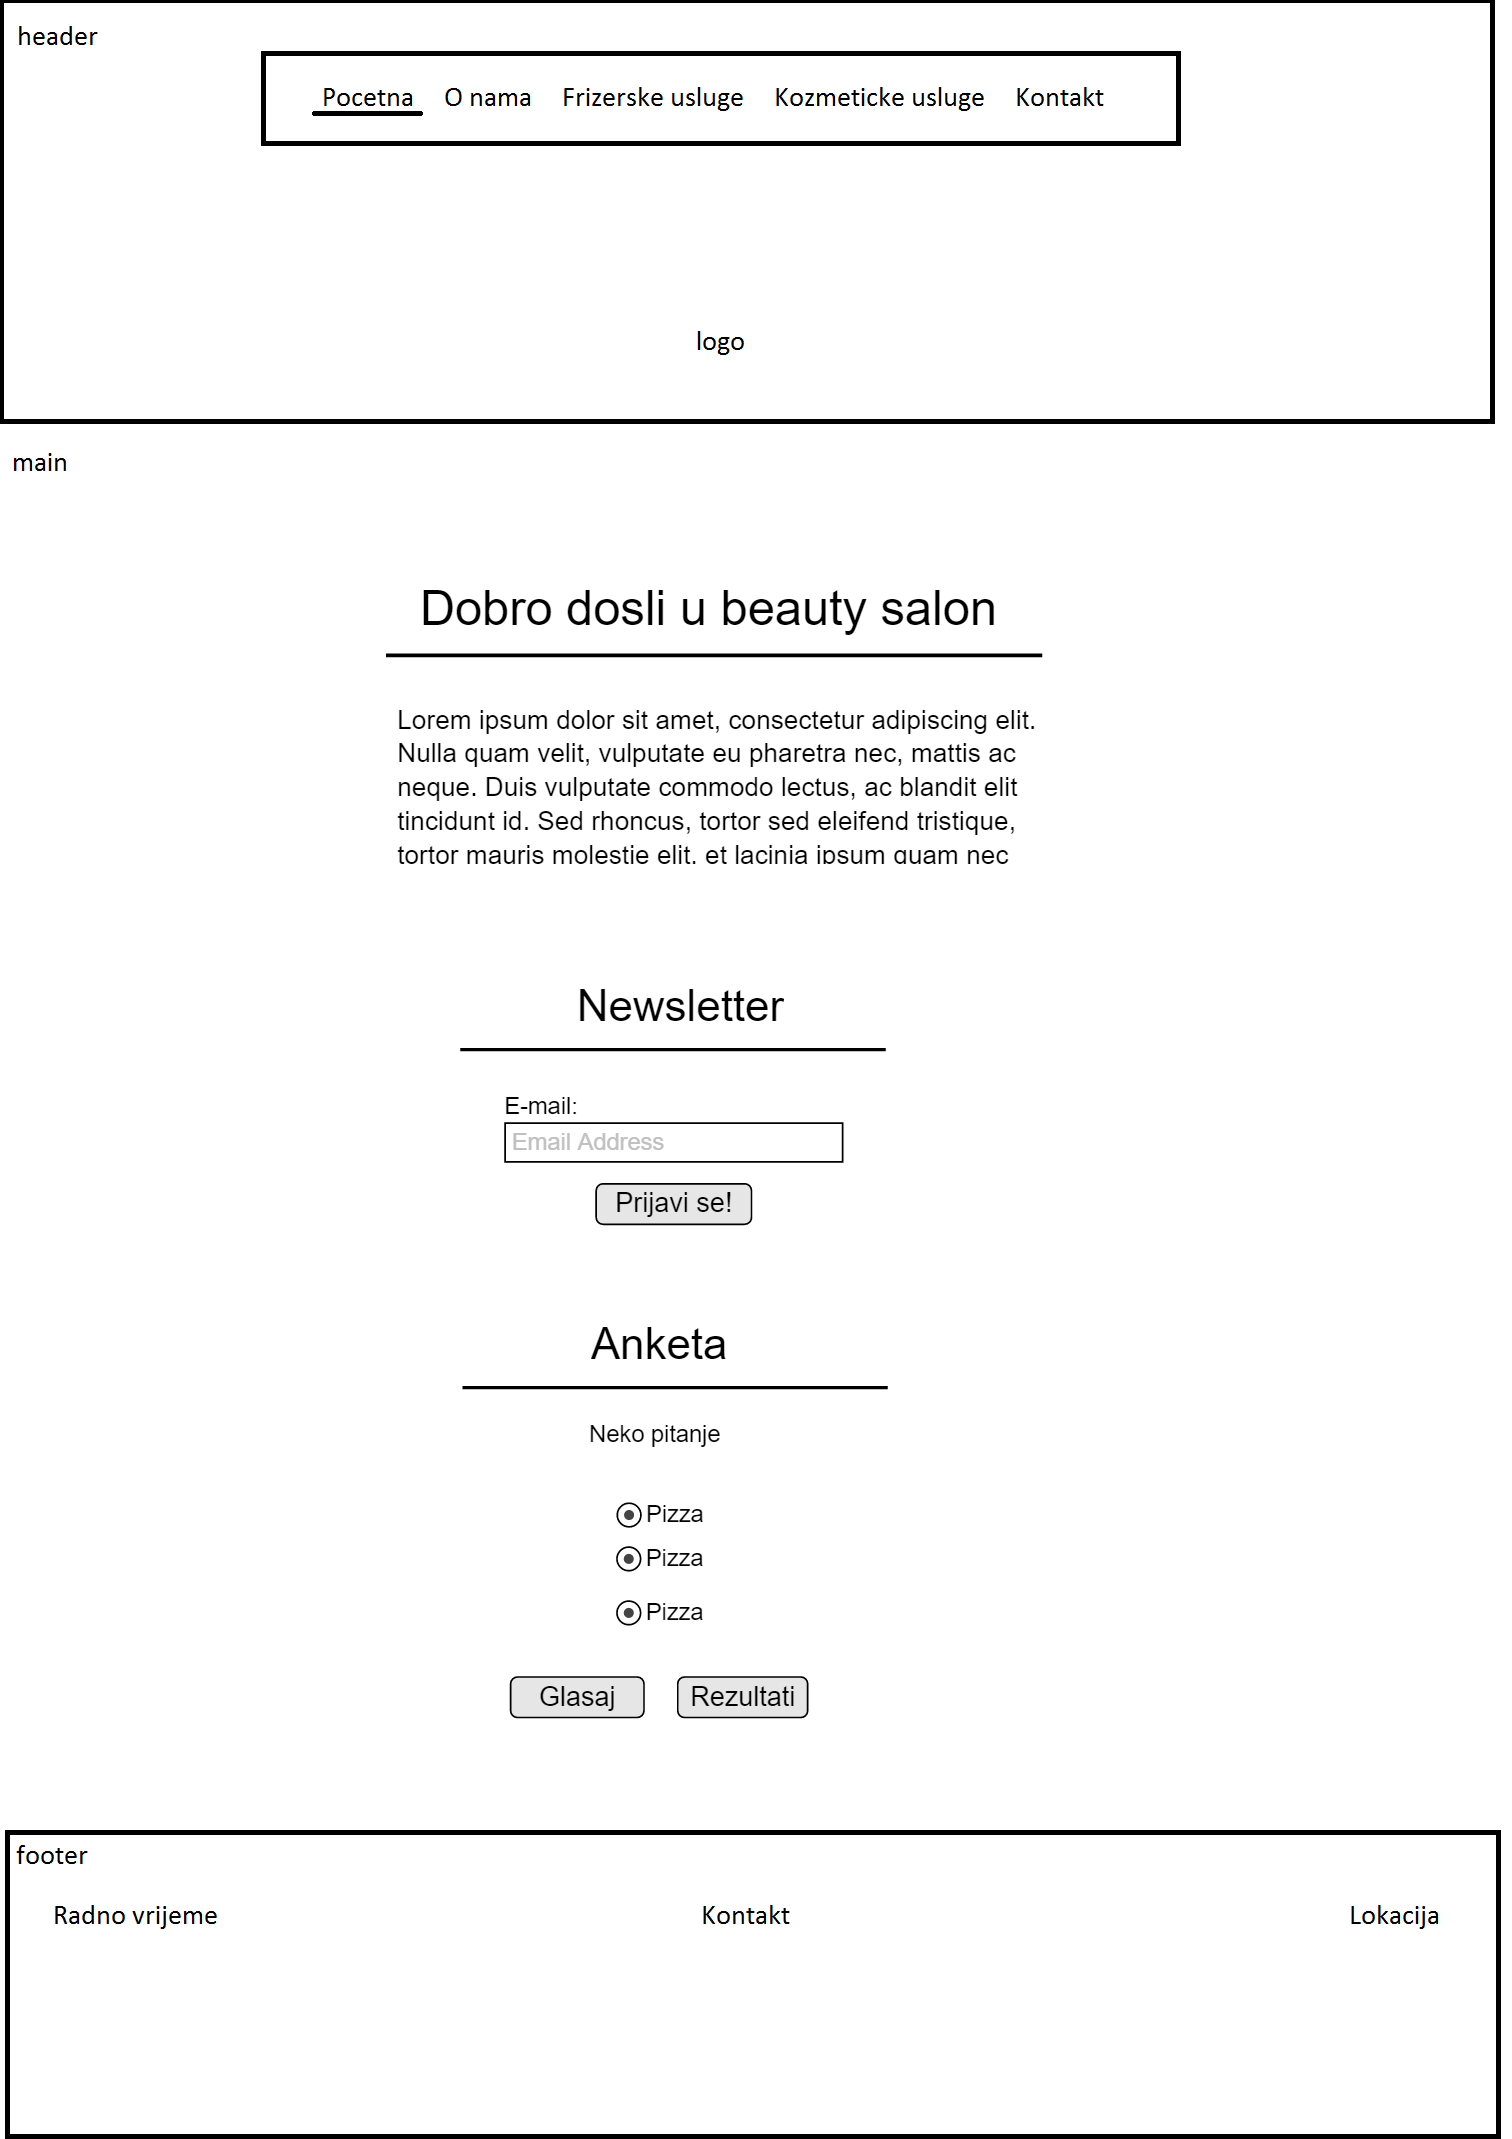 header
Pocetna O nama Frizerske usluge Kozmeticke usluge Kontakt
logo
main
Dobro dosli u beauty salon
Lorem ipsum dolor sit amet, consectetur adipiscing elit.
Nulla quam velit, vulputate eu pharetra nec, mattis ac
neque. Duis vulputate commodo lectus, ac blandit elit
tincidunt id. Sed rhoncus, tortor sed eleifend tristique,
tortor mauris molestie elit, et lacinia ipsum quam nec
Newsletter
E-mail:
Email Address
Prijavi se!
Anketa
Neko pitanje
Pizza
Pizza
Pizza
Glasaj Rezultati
footer
Radno vrijeme Kontakt Lokacija